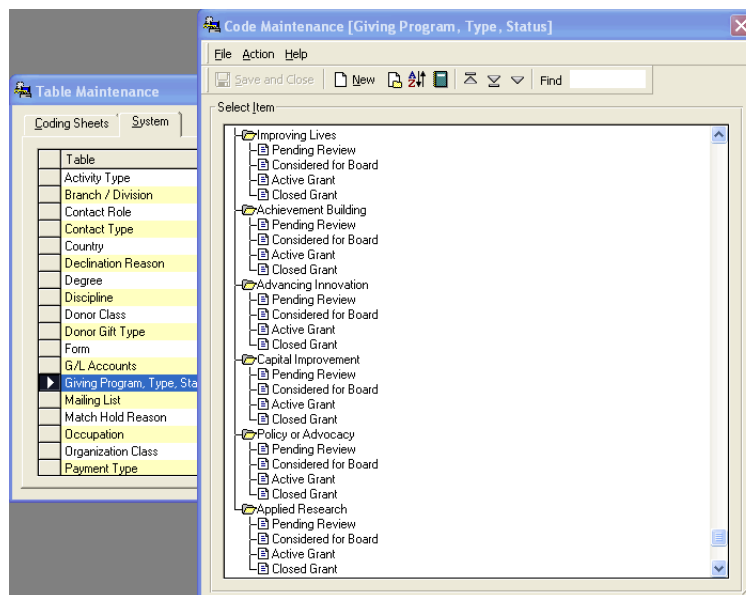 Code Maintenance [Giving Program, Type, Status]
File Action Help
Save and Close New Find
Select Item
Improving Lives
Pending Review
Considered for Board
Active Grant
Closed Grant
Achievement Building
Pending Review
Considered for Board
Active Grant
Closed Grant
Advancing Innovation
Pending Review
Considered for Board
Active Grant
Closed Grant
Capital Improvement
Pending Review
Considered for Board
Active Grant
Closed Grant
Policy or Advocacy
Pending Review
Considered for Board
Active Grant
Closed Grant
Applied Research
Pending Review
Considered for Board
Active Grant
Closed Grant
Table Maintenance
Coding Sheets System
Table
Activity Type
Branch / Division
Contact Role
Contact Type
Country
Declination Reason
Degree
Discipline
Donor Class
Donor Gift Type
Form
G/L Accounts
Giving Program, Type, Sta
Mailing List
Match Hold Reason
Occupation
Organization Class
Payment Type